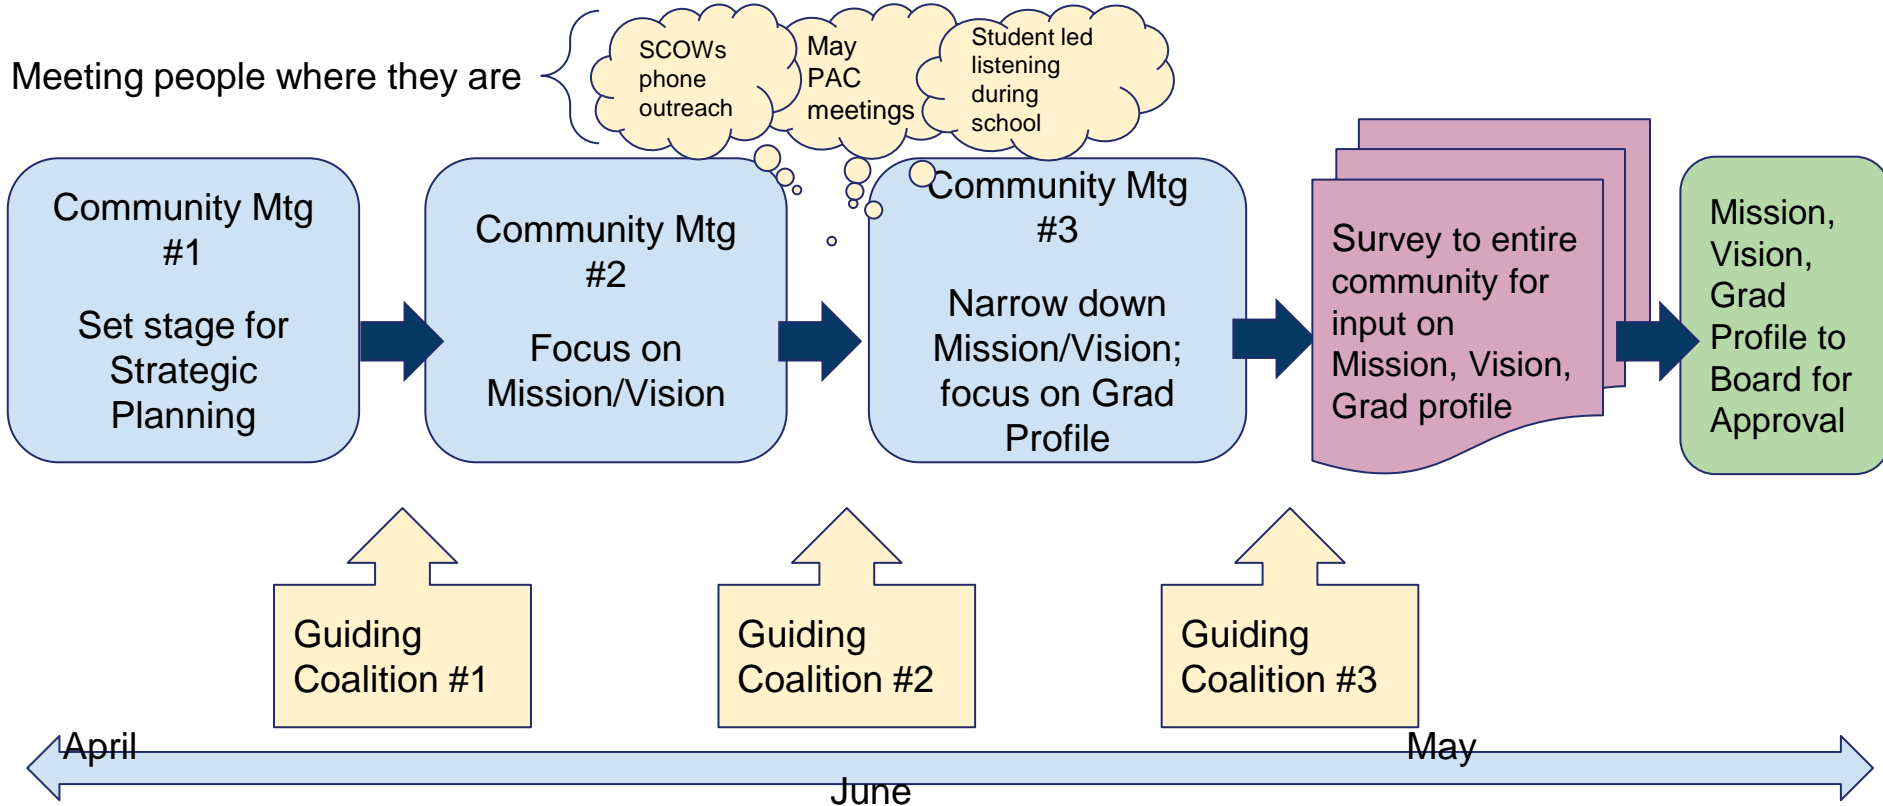 Meeting people where they are
SCOWs
phone
outreach
May
PAC
meetings
Student led
listening
during
school
Community Mtg
#1
Set stage for
Strategic
Planning
Community Mtg
#2
Focus on
Mission/Vision
Community Mtg
#3
Narrow down
Mission/Vision;
focus on Grad
Profile
Survey to entire
community for
input on
Mission, Vision,
Grad profile
Mission,
Vision,
Grad
Profile to
Board for
Approval
Guiding
Coalition #1
Guiding
Coalition #2
Guiding
Coalition #3
April
May
June